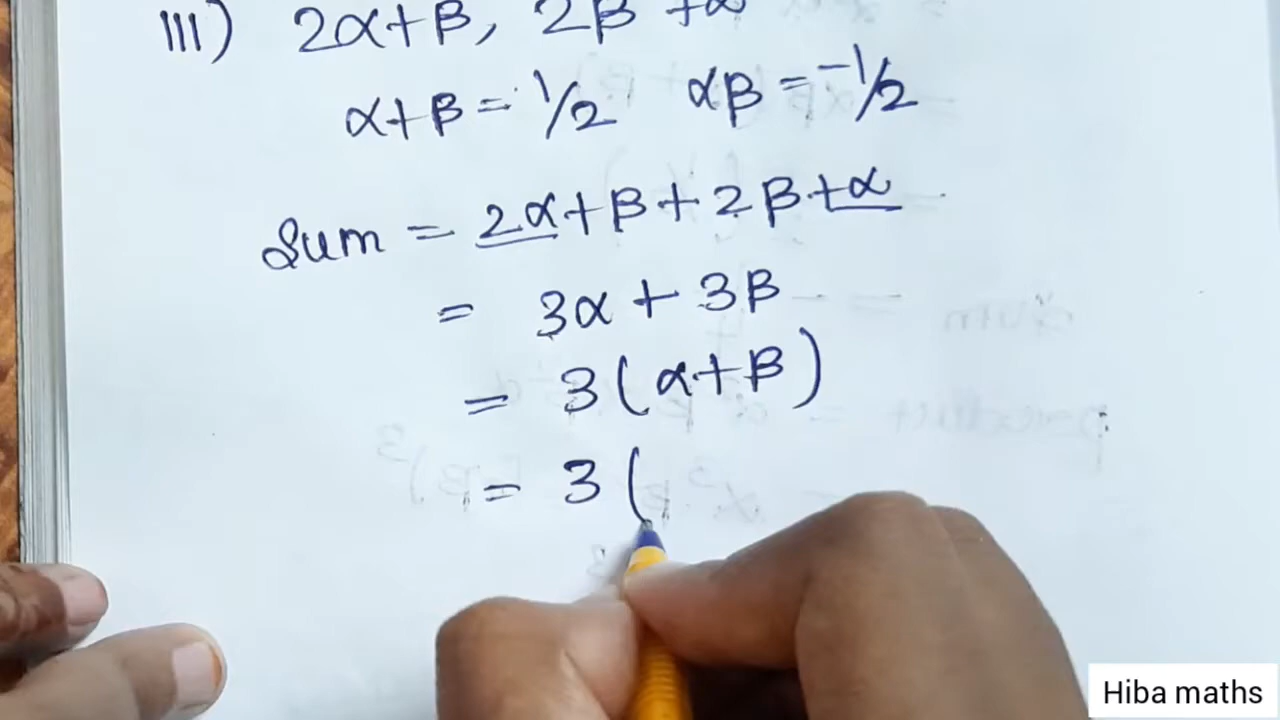 III) 2α+β, 2β+α
α+β = 1/2 αβ = -1/2
Sum = 2α+β+2β+α
= 3α + 3β
= 3(α+β)
= 3(
Hiba maths